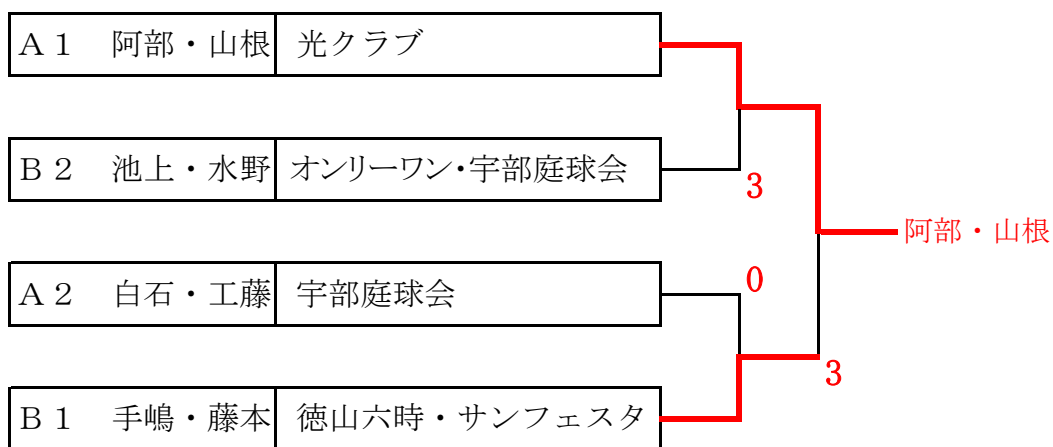 A1 阿部・山根 光クラブ
B2 池上・水野 オンリーワン・宇部庭球会
3
阿部・山根
A2 白石・工藤 宇部庭球会
0
3
B1 手嶋・藤本 徳山六時・サンフェスタ